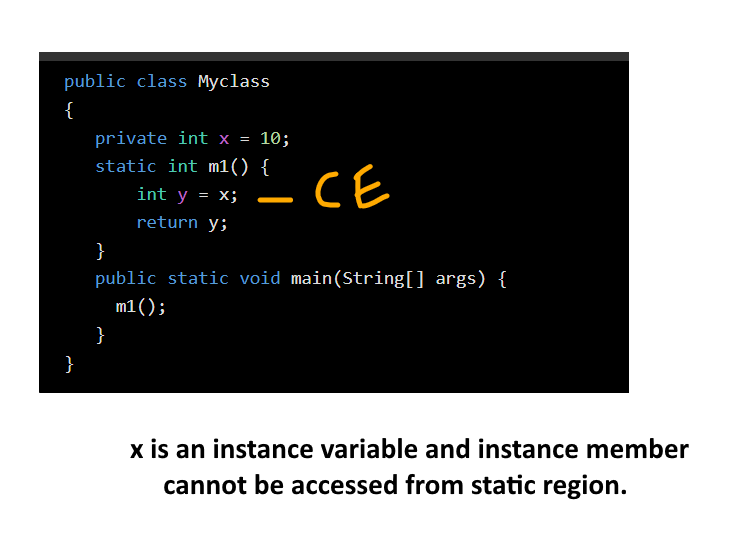 public class Myclass
{
private int x = 10;
static int m1() {
int y = x; – CE
return y;
}
public static void main(String[] args) {
m1();
}
}
x is an instance variable and instance member
cannot be accessed from static region.